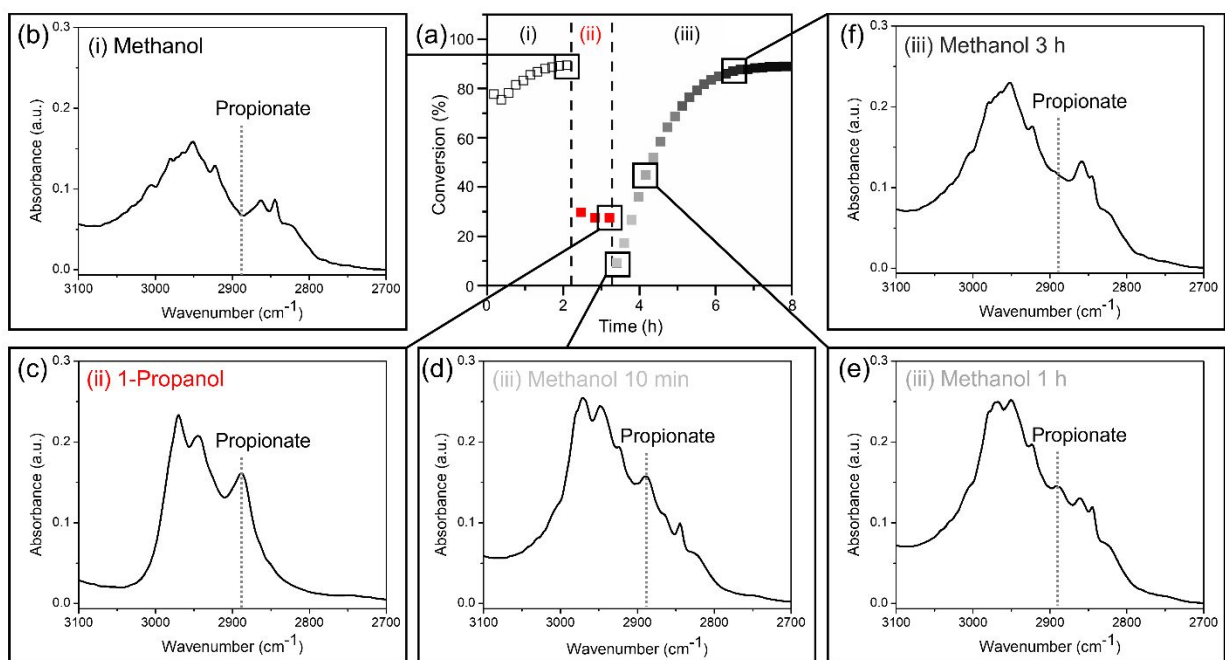 (b)
(i) Methanol
Propionate
0.3
0.2
0.1
0.0
Absorbance (a.u.)
3100 3000 2900 2800 2700
Wavenumber (cm⁻¹)
(a)
(i) (ii) (iii)
100
80
60
40
20
0
Conversion (%)
0 2 4 6 8
Time (h)
(f)
(iii) Methanol 3 h
Propionate
0.3
0.2
0.1
0.0
Absorbance (a.u.)
3100 3000 2900 2800 2700
Wavenumber (cm⁻¹)
(c)
(ii) 1-Propanol
Propionate
0.3
0.2
0.1
0.0
Absorbance (a.u.)
3100 3000 2900 2800 2700
Wavenumber (cm⁻¹)
(d)
(iii) Methanol 10 min
Propionate
0.3
0.2
0.1
0.0
Absorbance (a.u.)
3100 3000 2900 2800 2700
Wavenumber (cm⁻¹)
(e)
(iii) Methanol 1 h
Propionate
0.3
0.2
0.1
0.0
Absorbance (a.u.)
3100 3000 2900 2800 2700
Wavenumber (cm⁻¹)